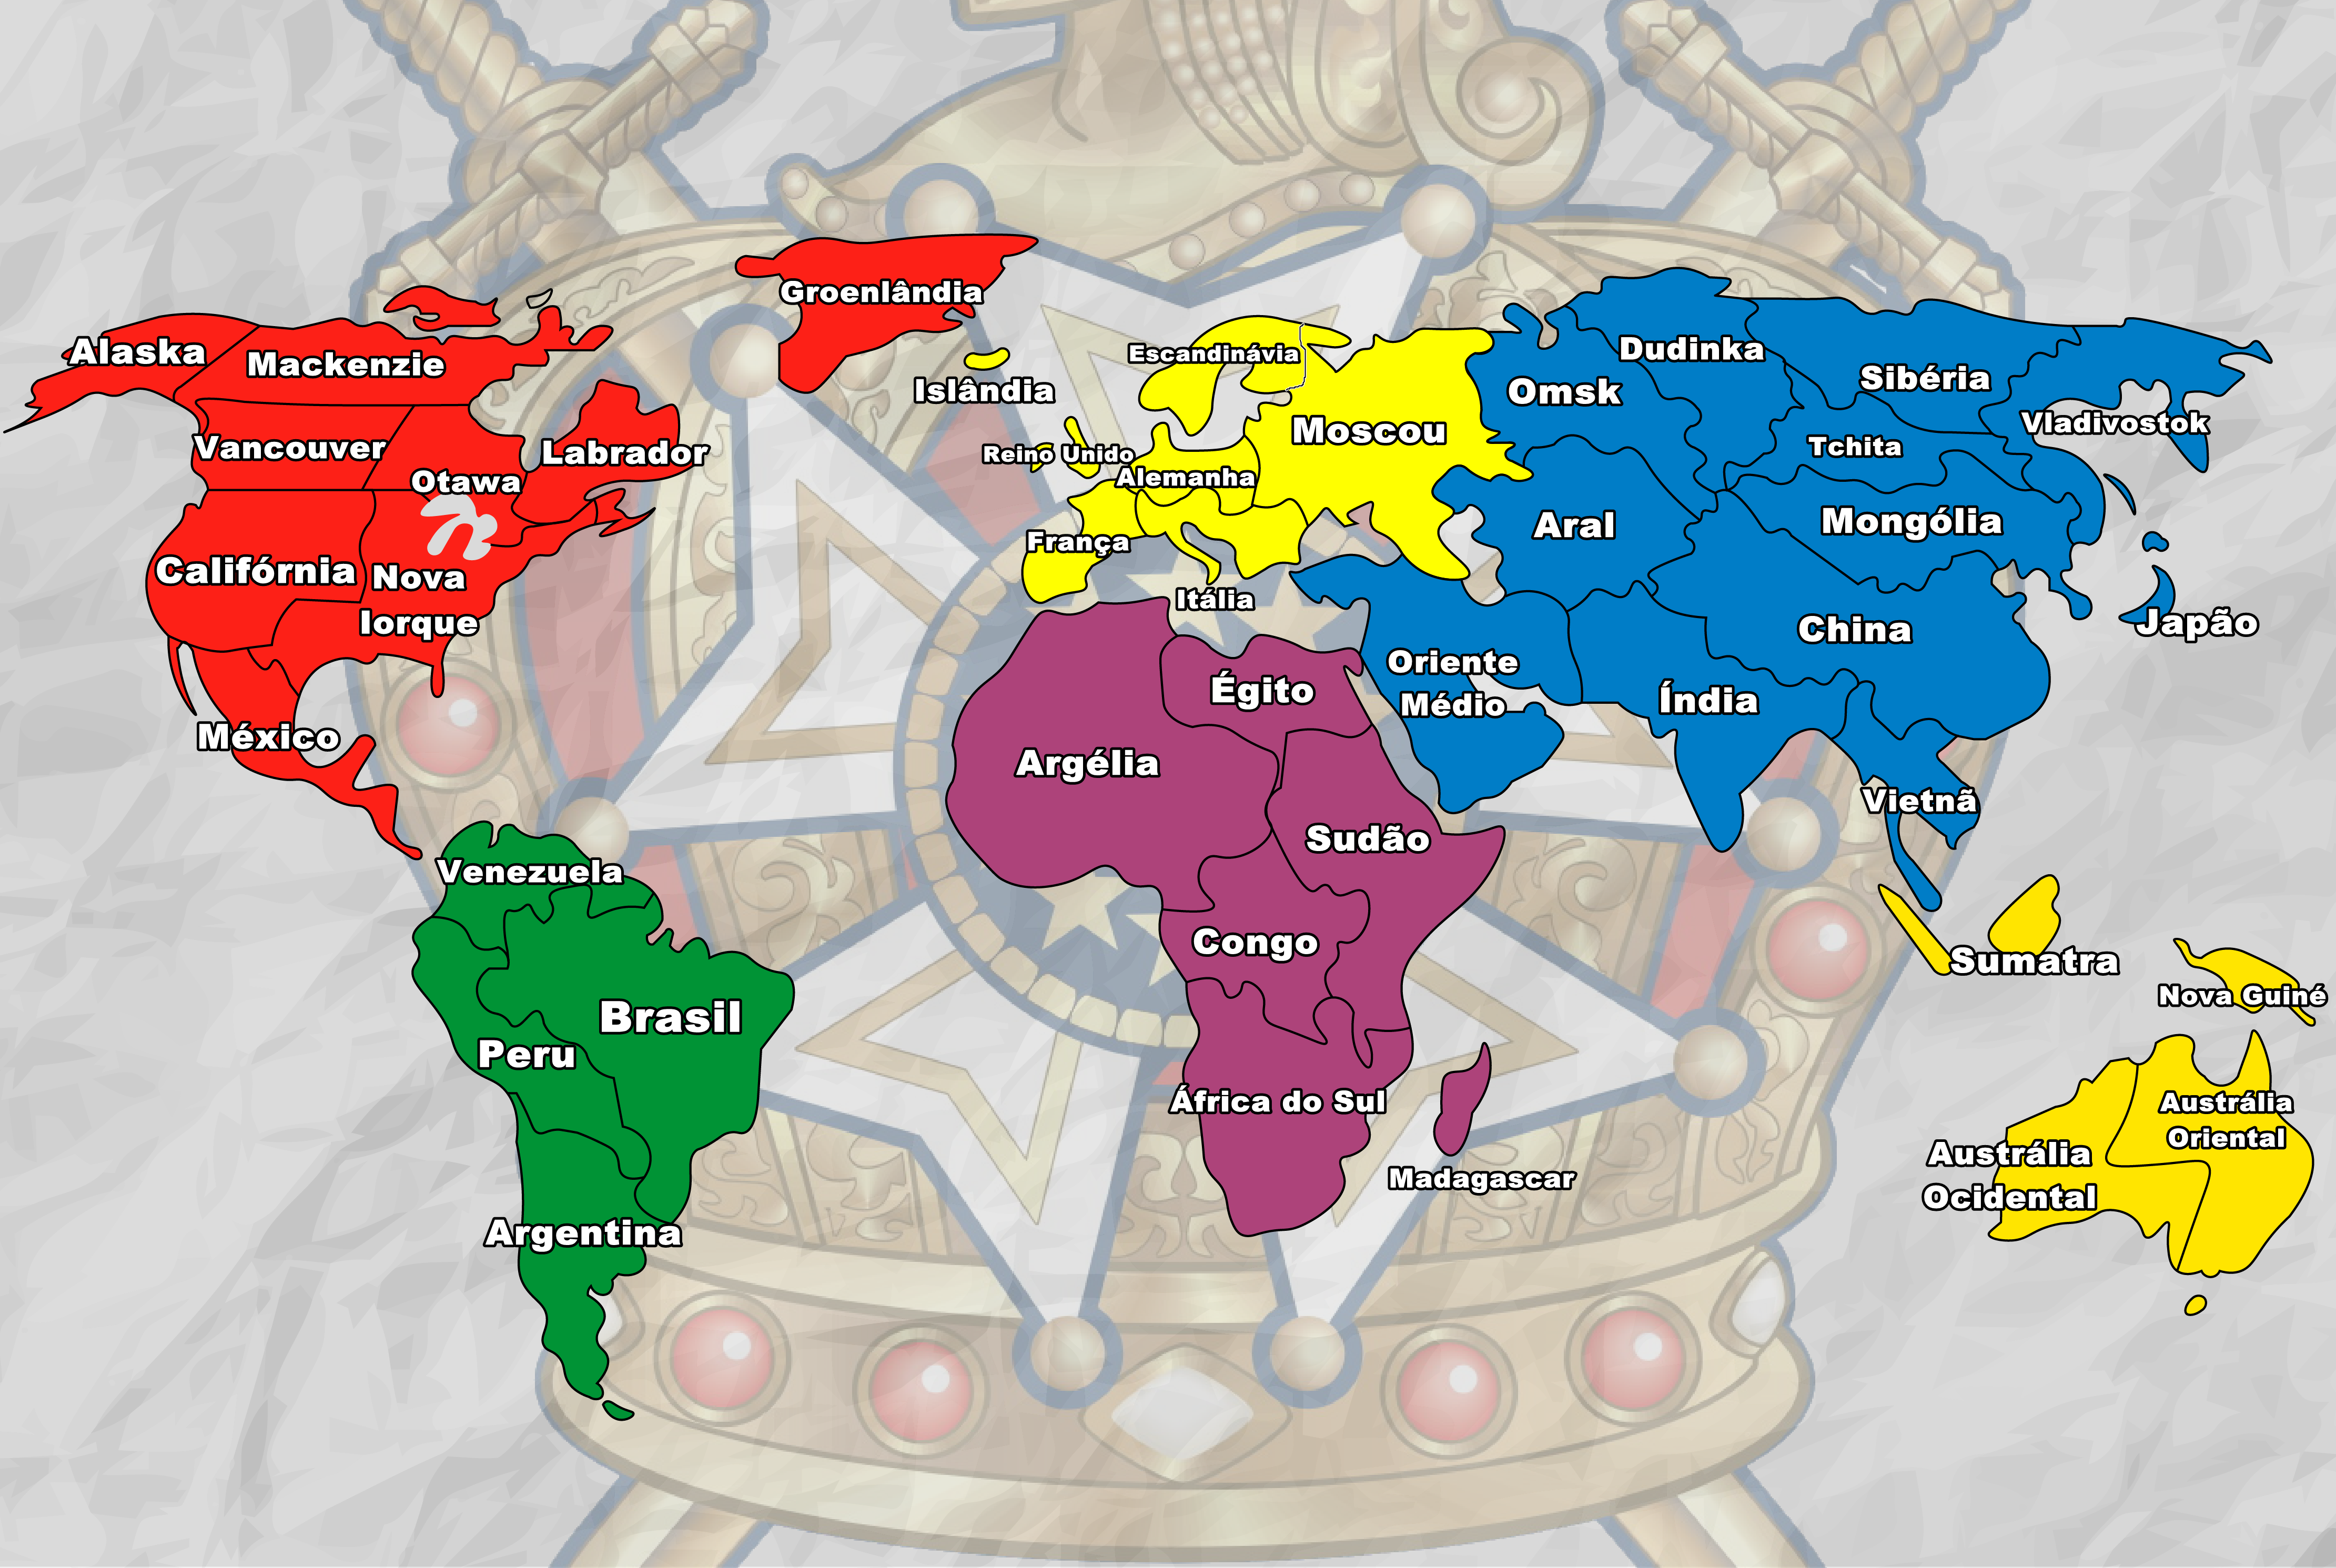 Groenlândia
Alaska
Mackenzie
Vancouver
Otawa
Labrador
Califórnia
Nova
Iorque
México
Venezuela
Brasil
Peru
Argentina
Islândia
Escandinávia
Reino Unido
Alemanha
Moscou
França
Itália
Argélia
Égito
Sudão
Congo
África do Sul
Madagascar
Dudinka
Omsk
Sibéria
Tchita
Vladivostok
Aral
Mongólia
China
Japão
Oriente
Médio
Índia
Vietnã
Sumatra
Nova Guiné
Austrália
Oriental
Austrália
Ocidental